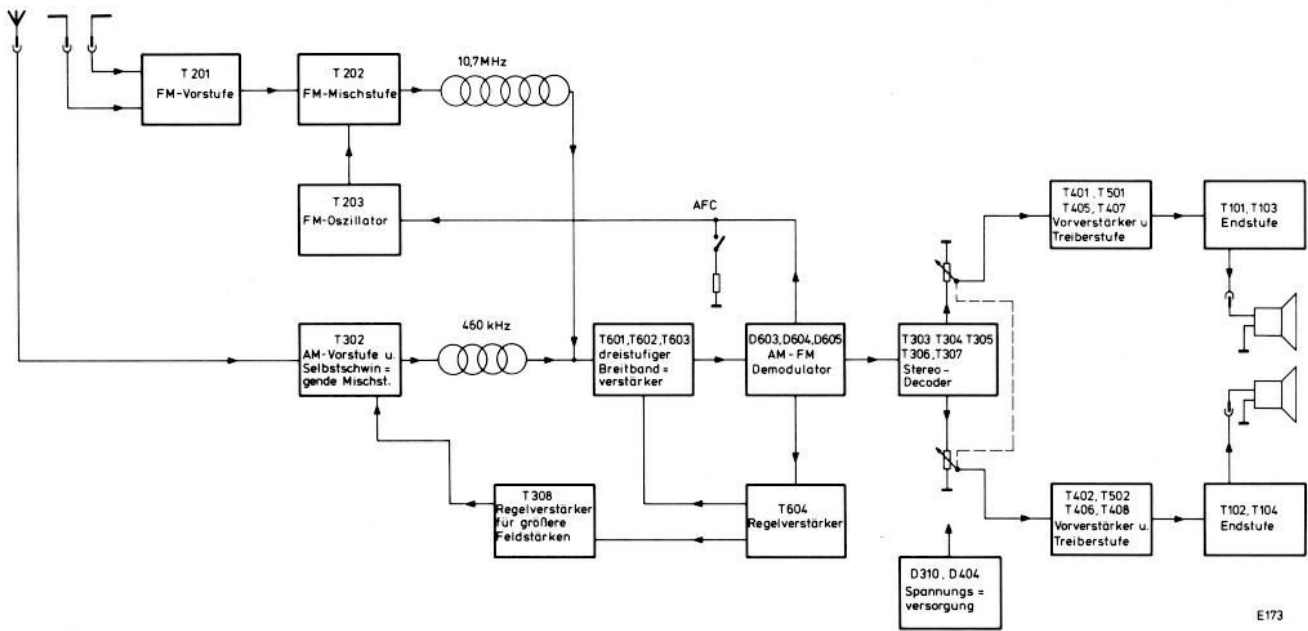 T 201
FM-Vorstufe
T 202
FM-Mischstufe
10,7MHz
T 203
FM-Oszillator
AFC
T401 , T 501
T405, T407
Vorverstärker u
Treiberstufe
T101, T103
Endstufe
T302
AM-Vorstufe u.
Selbstschwin =
gende Mischst.
460 kHz
T601,T602,T603
dreistufiger
Breitband=
verstärker
D603,D604,D605
AM-FM
Demodulator
T303 T304 T305
T306,T307
Stereo-
Decoder
T308
Regelverstärker
für größere
Feldstärken
T604
Regelverstärker
T402, T502
T406, T408
Vorverstärker u.
Treiberstufe
T102, T104
Endstufe
D310 , D404
Spannungs =
versorgung
E173